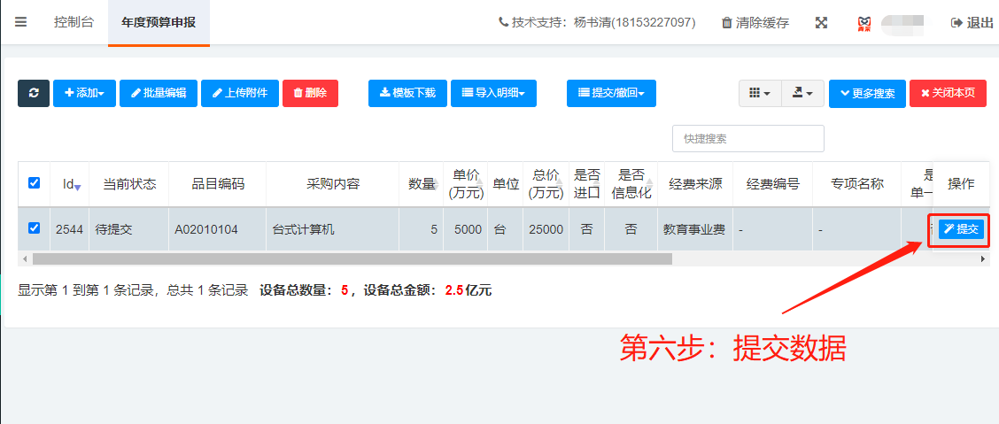 控制台 年度预算申报 技术支持：杨书清(18153227097) 清除缓存 退出
添加 批量编辑 上传附件 删除 模板下载 导入明细 提交/撤回 更多搜索 关闭本页
快捷搜索
Id 当前状态 品目编码 采购内容 数量 单价(万元) 单位 总价(万元) 是否进口 是否信息化 经费来源 经费编号 专项名称 操作
2544 待提交 A02010104 台式计算机 5 5000 台 25000 否 否 教育事业费 - - 提交
显示第 1 到第 1 条记录，总共 1 条记录 设备总数量：5，设备总金额：2.5亿元
第六步：提交数据